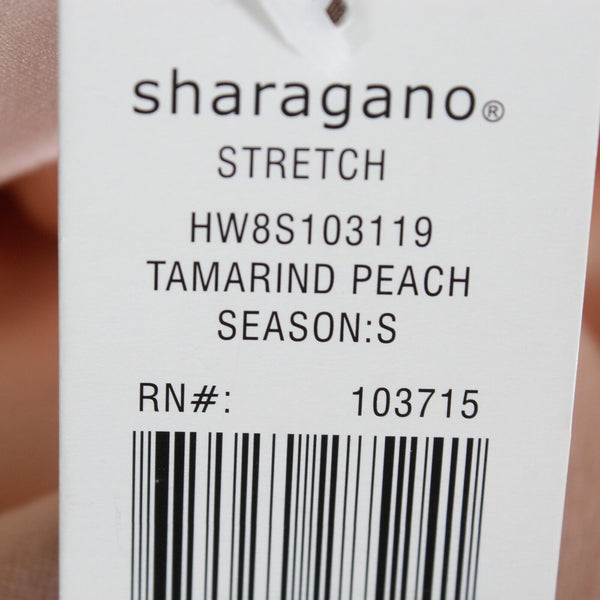 sharagano®
STRETCH
HW8S103119
TAMARIND PEACH
SEASON:S
RN#: 103715